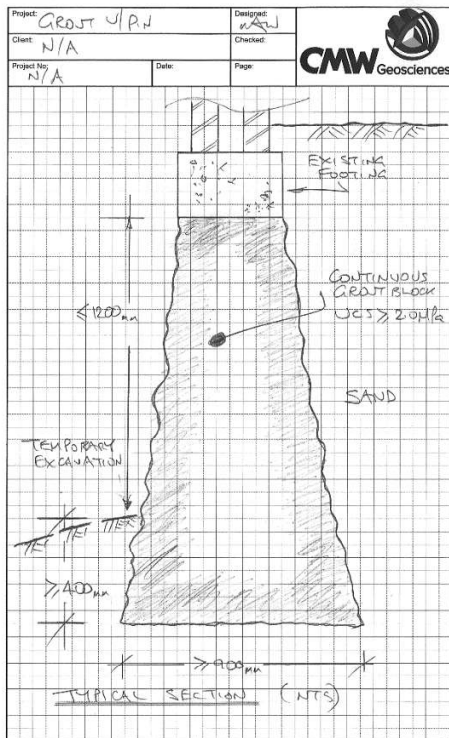 Project: GROUT U/PIN
Designed: MAW
Client: N/A
Checked:
Project No: N/A
Date:
Page:
CMW Geosciences
EXISTING
FOOTING
≤1200mm
CONTINUOUS
GROUT BLOCK
UCS ≥ 2.0MPa
SAND
TEMPORARY
EXCAVATION
≥400mm
≥900mm
TYPICAL SECTION (NTS)